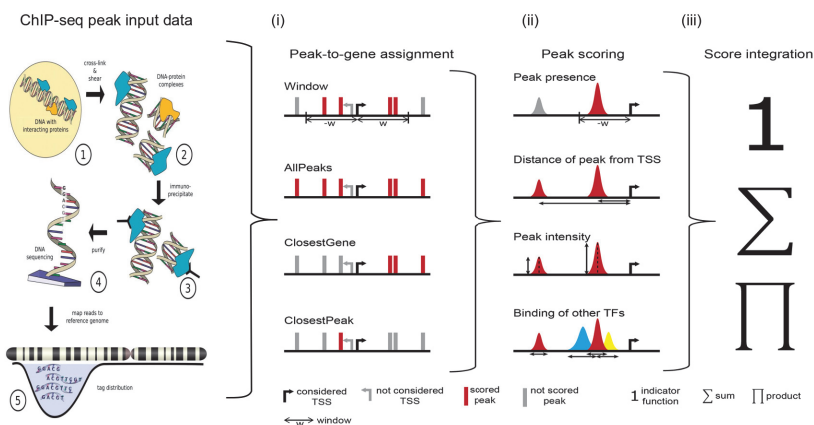 ChIP-seq peak input data
cross-link
&
shear
DNA-protein
complexes
DNA with
interacting proteins
1
2
immuno-
precipitate
DNA
sequencing
purify
4
3
map reads to
reference genome
tag distribution
5
(i)
Peak-to-gene assignment
Window
-w
w
AllPeaks
ClosestGene
ClosestPeak
(ii)
Peak scoring
Peak presence
-w
Distance of peak from TSS
Peak intensity
Binding of other TFs
(iii)
Score integration
1
∑
∏
considered
TSS
not considered
TSS
scored
peak
not scored
peak
1 indicator
function
∑ sum
∏ product
w window